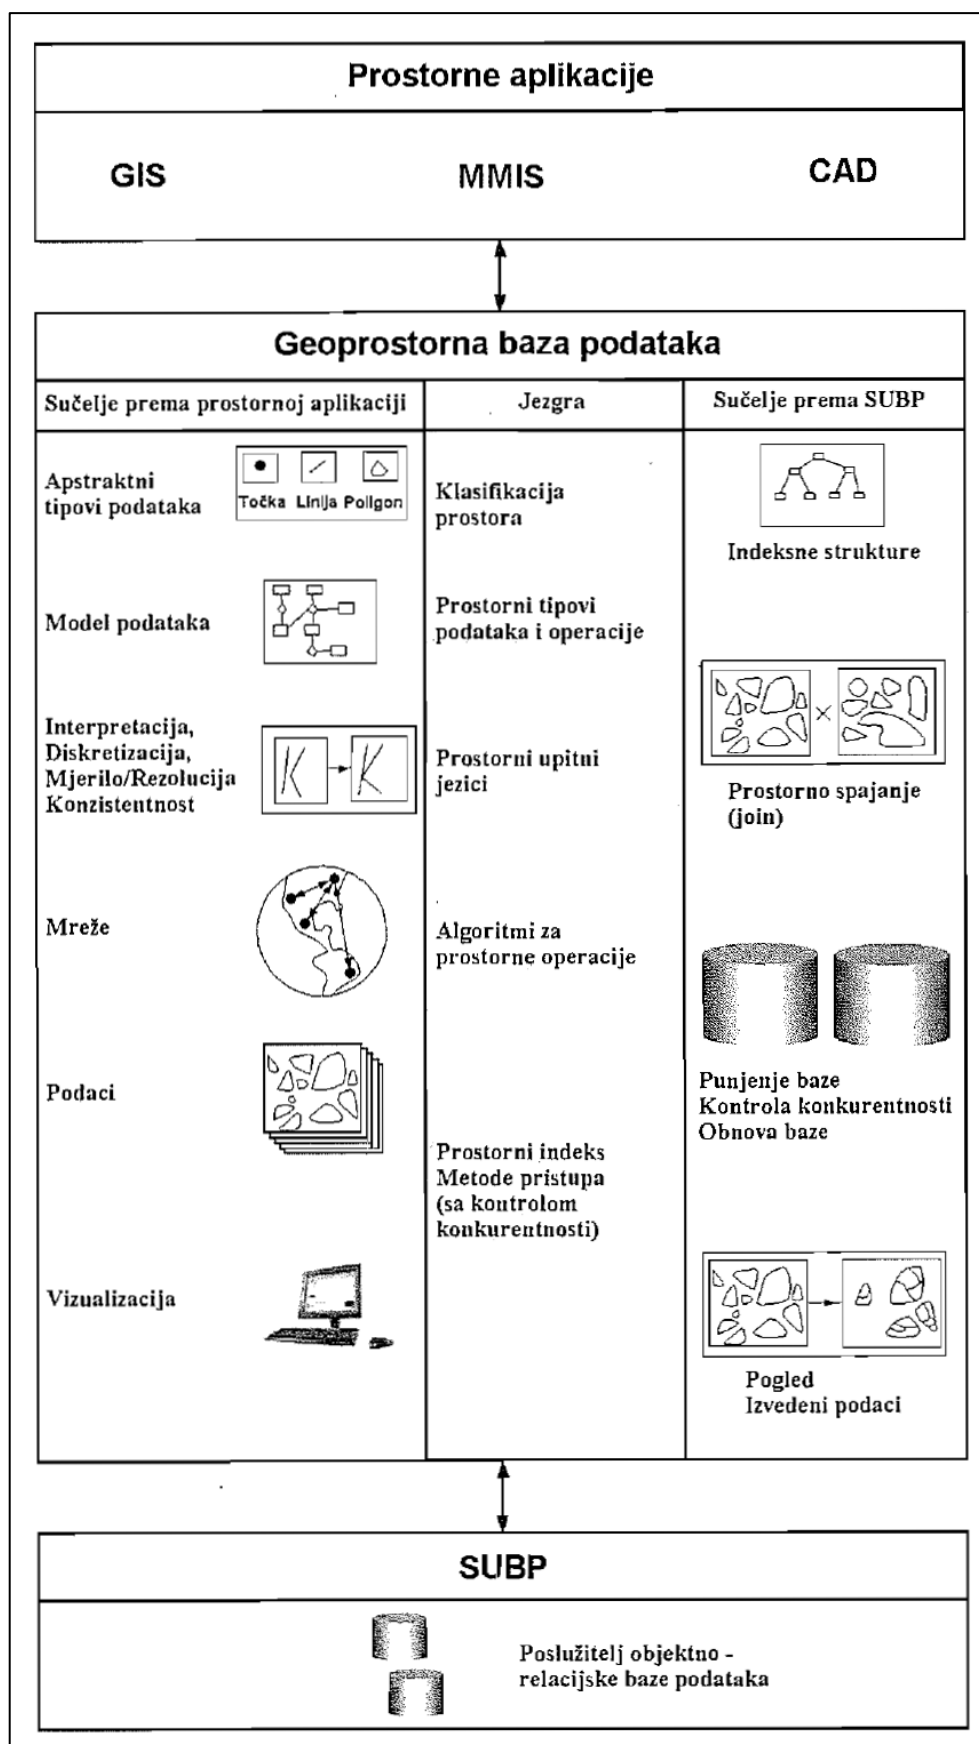 Prostorne aplikacije
GIS
MMIS
CAD
Geoprostorna baza podataka
Sučelje prema prostornoj aplikaciji
Jezgra
Sučelje prema SUBP
Apstraktni
tipovi podataka
Točka Linija Poligon
Model podataka
Interpretacija,
Diskretizacija,
Mjerilo/Rezolucija
Konzistentnost
K
K
Mreže
Podaci
Vizualizacija
Klasifikacija
prostora
Prostorni tipovi
podataka i operacije
Prostorni upitni
jezici
Algoritmi za
prostorne operacije
Prostorni indeks
Metode pristupa
(sa kontrolom
konkurentnosti)
Indeksne strukture
×
Prostorno spajanje
(join)
Punjenje baze
Kontrola konkurentnosti
Obnova baze
Pogled
Izvedeni podaci
SUBP
Poslužitelj objektno -
relacijske baze podataka